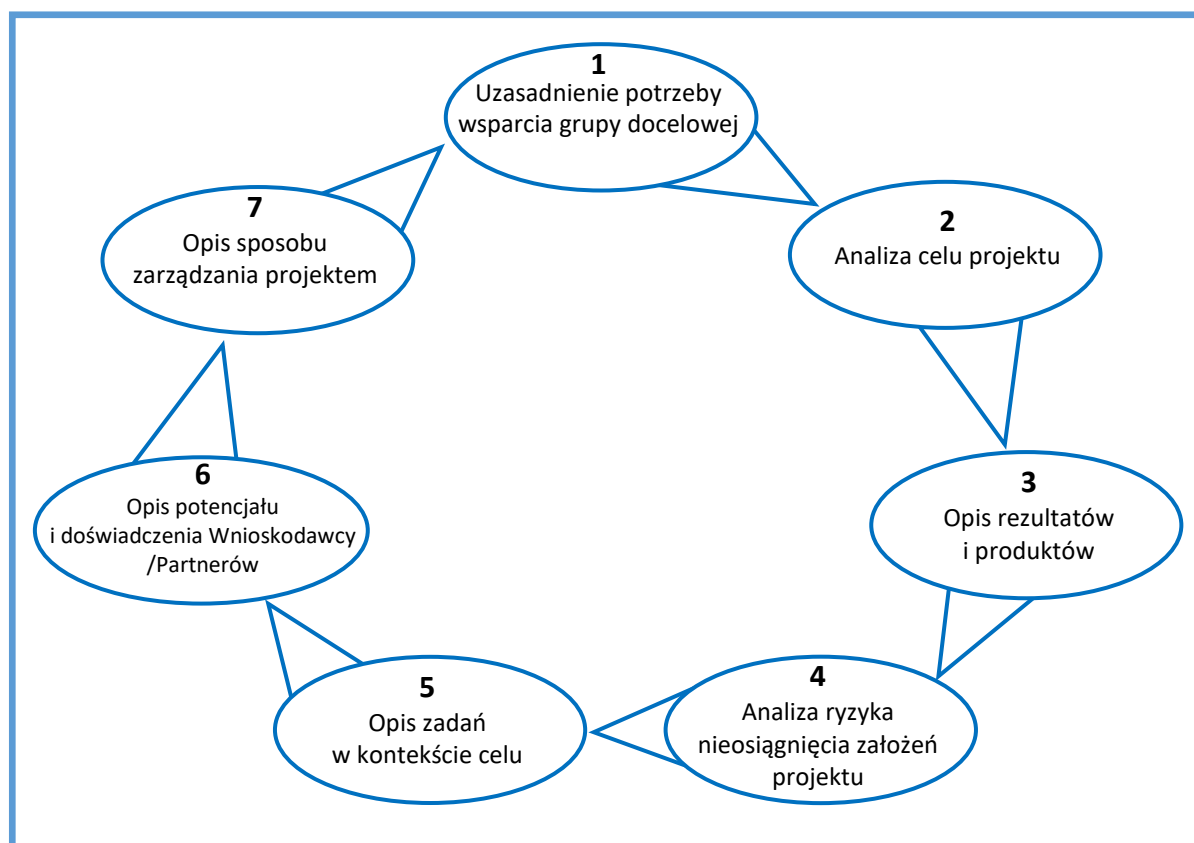 1
Uzasadnienie potrzeby
wsparcia grupy docelowej
2
Analiza celu projektu
3
Opis rezultatów
i produktów
4
Analiza ryzyka
nieosiągnięcia założeń
projektu
5
Opis zadań
w kontekście celu
6
Opis potencjału
i doświadczenia Wnioskodawcy
/Partnerów
7
Opis sposobu
zarządzania projektem